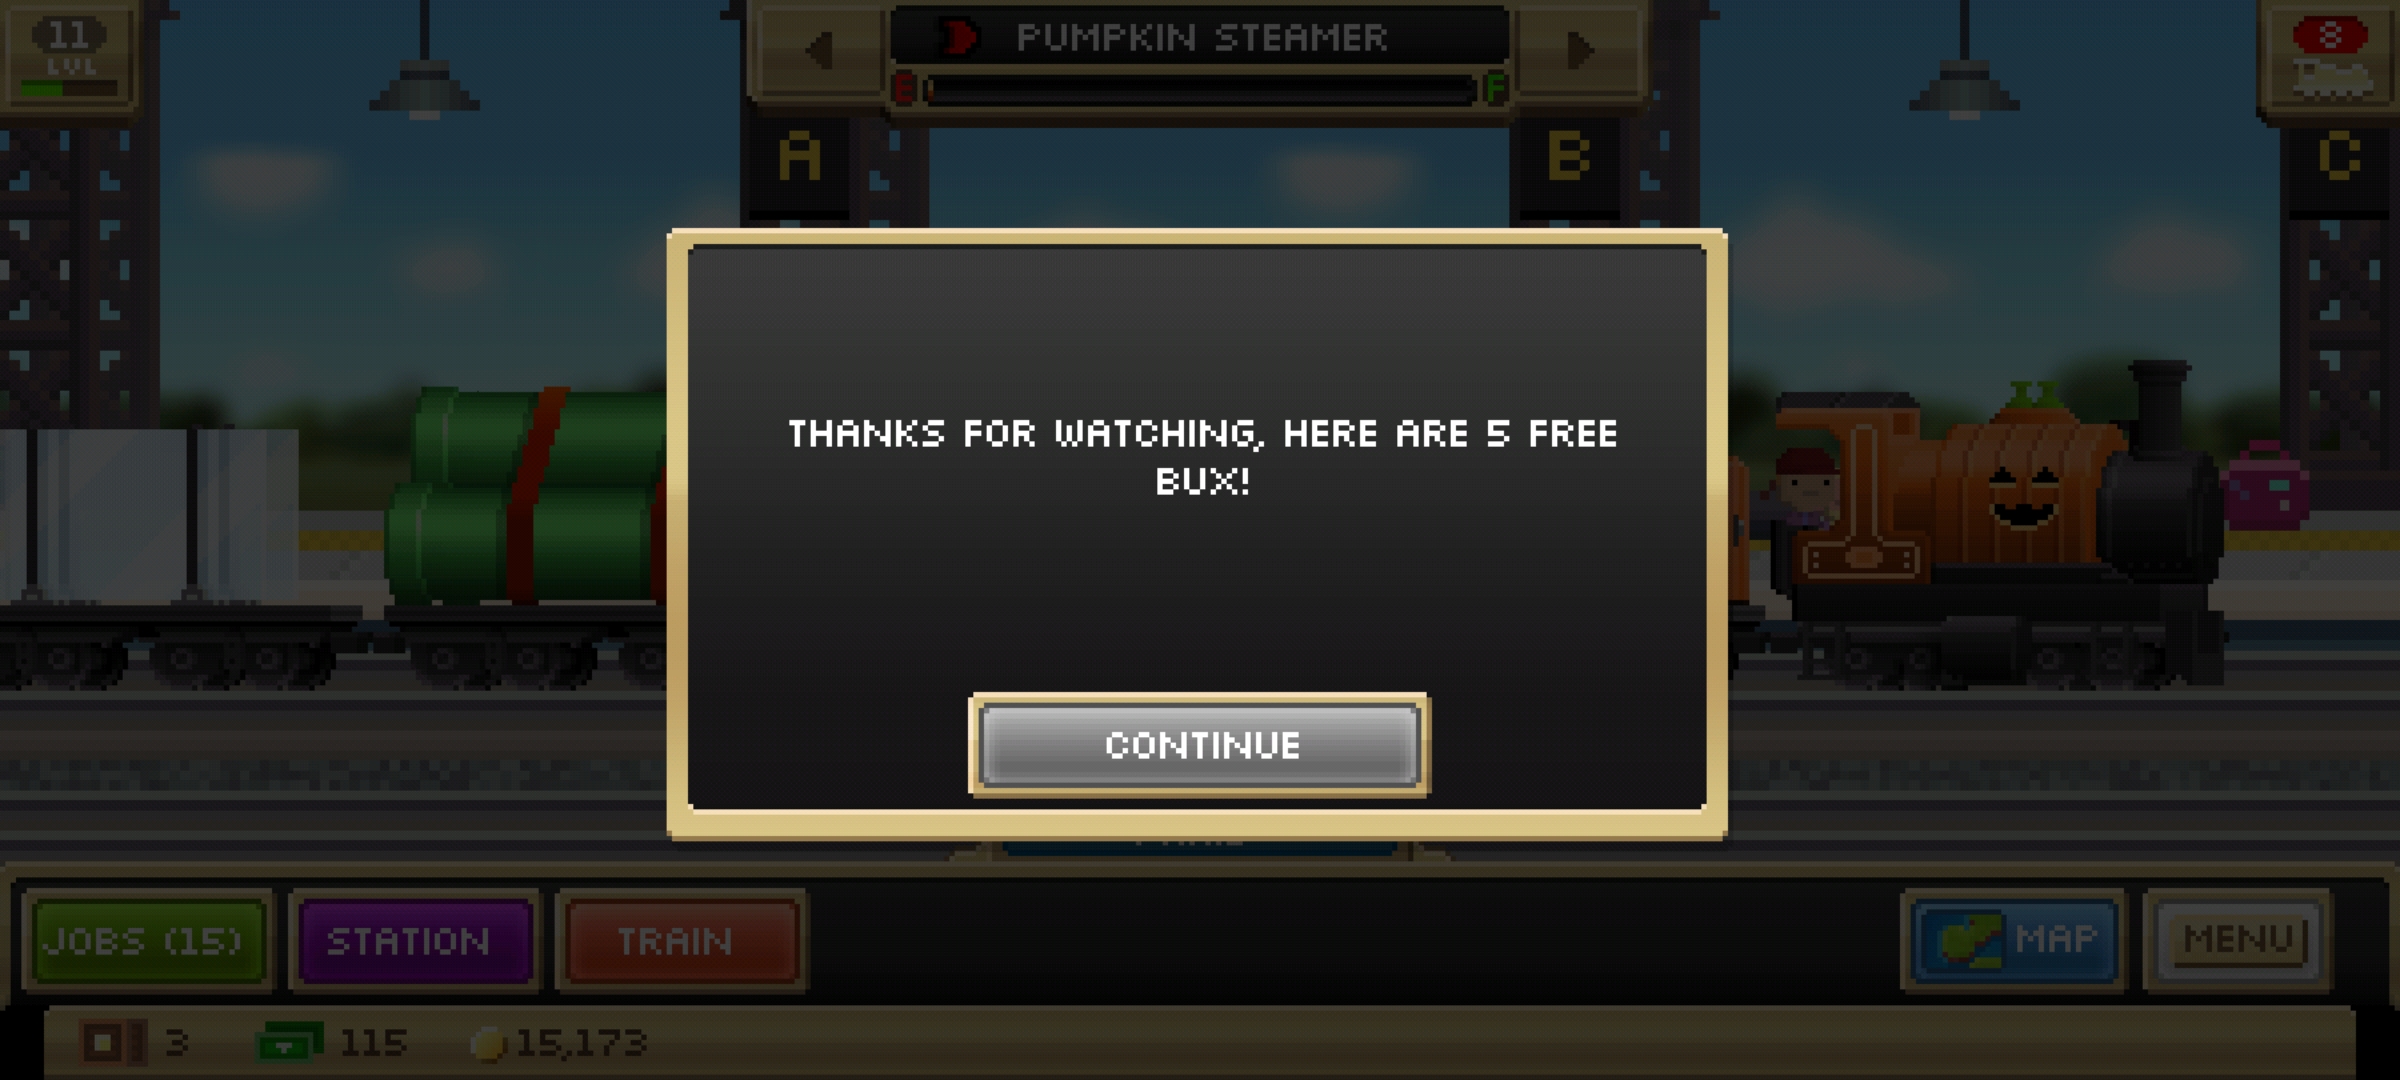 11
LVL
PUMPKIN STEAMER
8
E
F
A
B
C
THANKS FOR WATCHING, HERE ARE 5 FREE
BUX!
CONTINUE
JOBS (15)
STATION
TRAIN
MAP
MENU
3
115
15,173